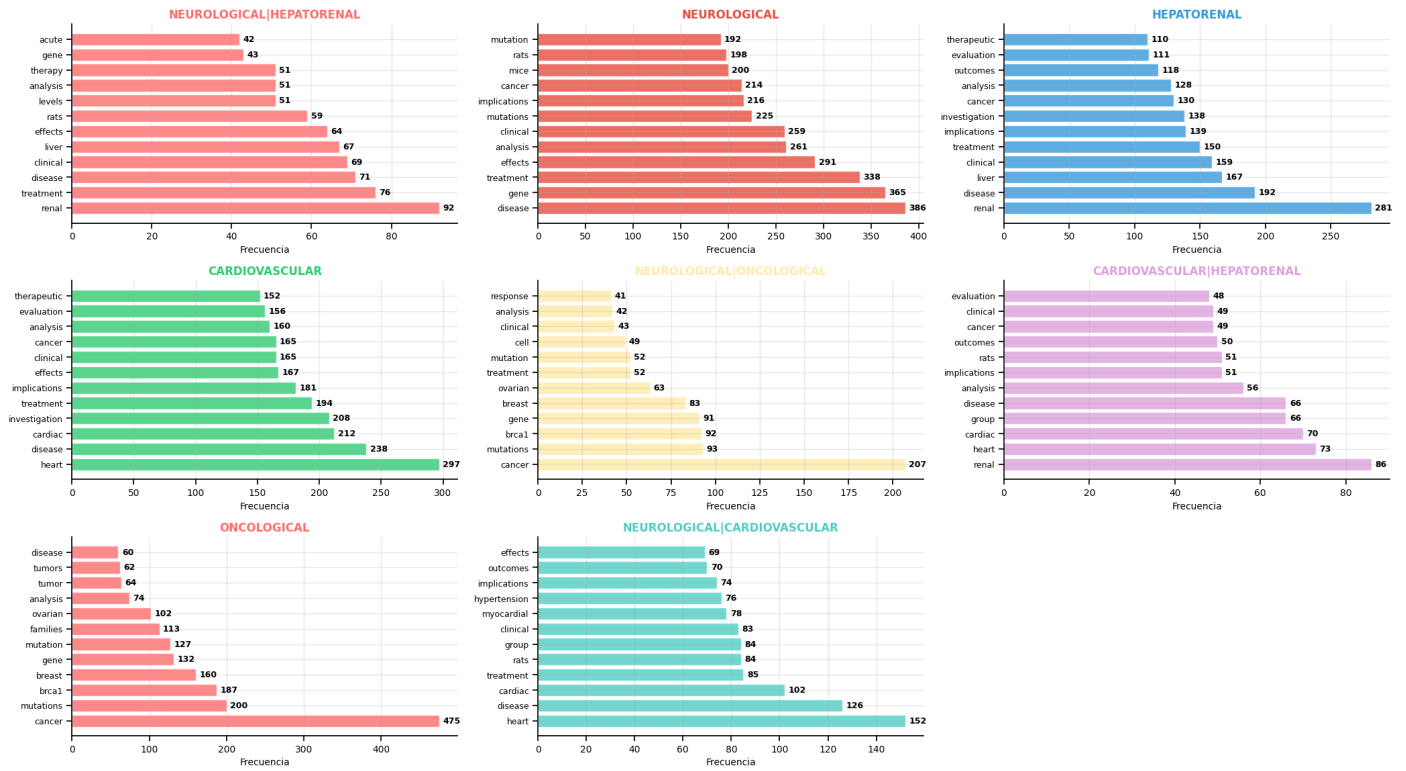 NEUROLOGICAL|HEPATORENAL
acute 42
gene 43
therapy 51
analysis 51
levels 51
rats 59
effects 64
liver 67
clinical 69
disease 71
treatment 76
renal 92
0 20 40 60 80
Frecuencia
NEUROLOGICAL
mutation 192
rats 198
mice 200
cancer 214
implications 216
mutations 225
clinical 259
analysis 261
effects 291
treatment 338
gene 365
disease 386
0 50 100 150 200 250 300 350 400
Frecuencia
HEPATORENAL
therapeutic 110
evaluation 111
outcomes 118
analysis 128
cancer 130
investigation 138
implications 139
treatment 150
clinical 159
liver 167
disease 192
renal 281
0 50 100 150 200 250
Frecuencia
CARDIOVASCULAR
therapeutic 152
evaluation 156
analysis 160
cancer 165
clinical 165
effects 167
implications 181
treatment 194
investigation 208
cardiac 212
disease 238
heart 297
0 50 100 150 200 250 300
Frecuencia
NEUROLOGICAL|ONCOLOGICAL
response 41
analysis 42
clinical 43
cell 49
mutation 52
treatment 52
ovarian 63
breast 83
gene 91
brca1 92
mutations 93
cancer 207
0 25 50 75 100 125 150 175 200
Frecuencia
CARDIOVASCULAR|HEPATORENAL
evaluation 48
clinical 49
cancer 49
outcomes 50
rats 51
implications 51
analysis 56
disease 66
group 66
cardiac 70
heart 73
renal 86
0 20 40 60 80
Frecuencia
ONCOLOGICAL
disease 60
tumors 62
tumor 64
analysis 74
ovarian 102
families 113
mutation 127
gene 132
breast 160
brca1 187
mutations 200
cancer 475
0 100 200 300 400
Frecuencia
NEUROLOGICAL|CARDIOVASCULAR
effects 69
outcomes 70
implications 74
hypertension 76
myocardial 78
clinical 83
group 84
rats 84
treatment 85
cardiac 102
disease 126
heart 152
0 20 40 60 80 100 120 140
Frecuencia